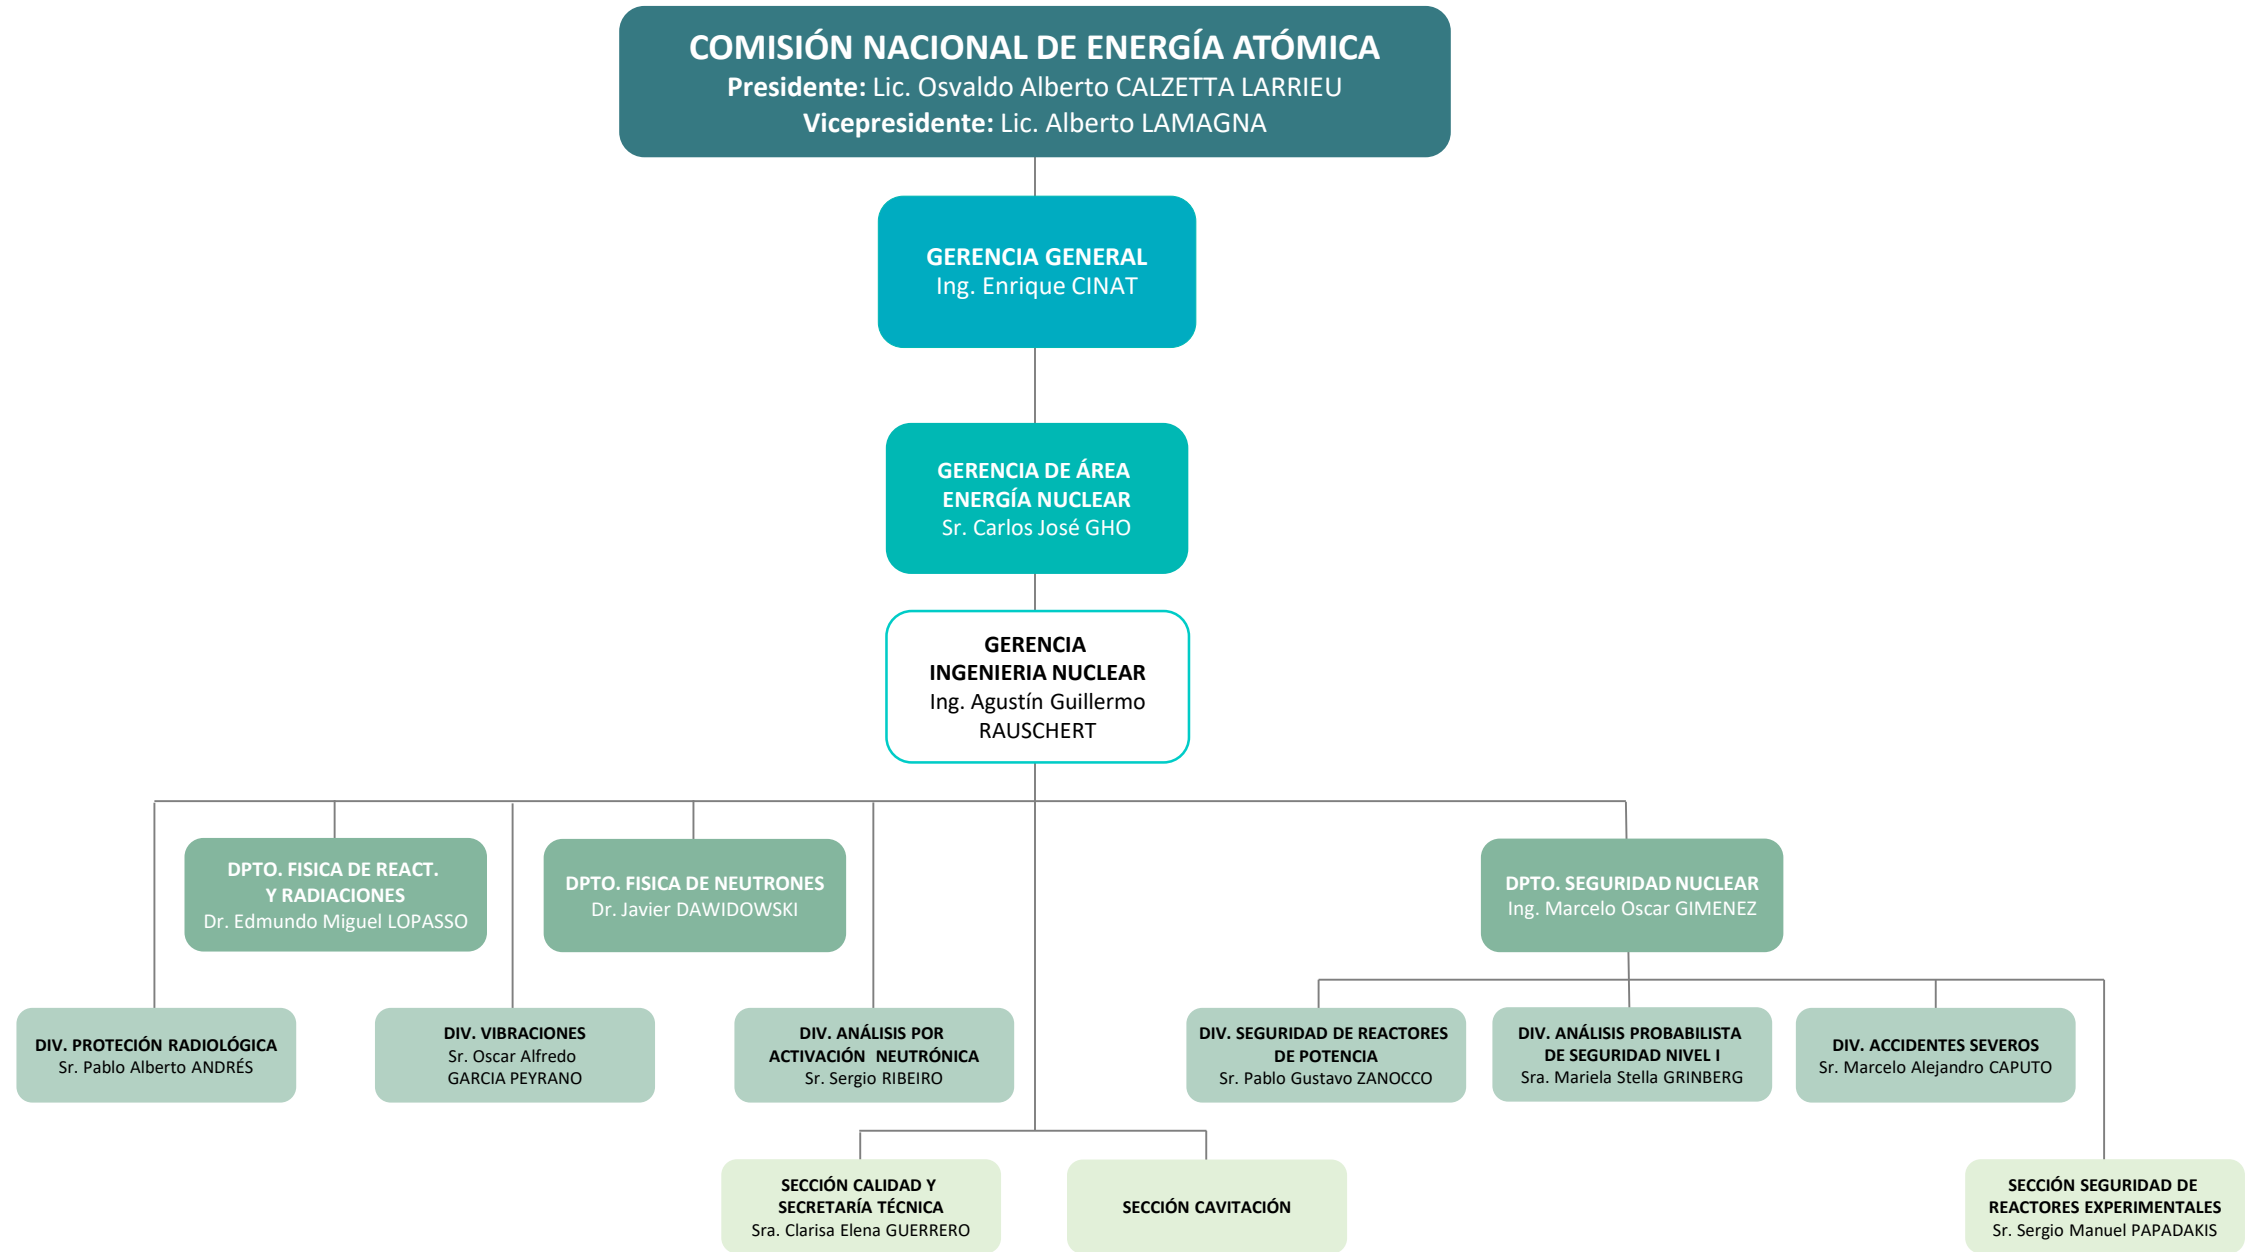 COMISIÓN NACIONAL DE ENERGÍA ATÓMICA
Presidente: Lic. Osvaldo Alberto CALZETTA LARRIEU
Vicepresidente: Lic. Alberto LAMAGNA
GERENCIA GENERAL
Ing. Enrique CINAT
GERENCIA DE ÁREA
ENERGÍA NUCLEAR
Sr. Carlos José GHO
GERENCIA
INGENIERIA NUCLEAR
Ing. Agustín Guillermo
RAUSCHERT
DPTO. FISICA DE REACT.
Y RADIACIONES
Dr. Edmundo Miguel LOPASSO
DPTO. FISICA DE NEUTRONES
Dr. Javier DAWIDOWSKI
DPTO. SEGURIDAD NUCLEAR
Ing. Marcelo Oscar GIMENEZ
DIV. PROTECIÓN RADIOLÓGICA
Sr. Pablo Alberto ANDRÉS
DIV. VIBRACIONES
Sr. Oscar Alfredo
GARCIA PEYRANO
DIV. ANÁLISIS POR
ACTIVACIÓN NEUTRÓNICA
Sr. Sergio RIBEIRO
DIV. SEGURIDAD DE REACTORES
DE POTENCIA
Sr. Pablo Gustavo ZANOCCO
DIV. ANÁLISIS PROBABILISTA
DE SEGURIDAD NIVEL I
Sra. Mariela Stella GRINBERG
DIV. ACCIDENTES SEVEROS
Sr. Marcelo Alejandro CAPUTO
SECCIÓN CALIDAD Y
SECRETARÍA TÉCNICA
Sra. Clarisa Elena GUERRERO
SECCIÓN CAVITACIÓN
SECCIÓN SEGURIDAD DE
REACTORES EXPERIMENTALES
Sr. Sergio Manuel PAPADAKIS